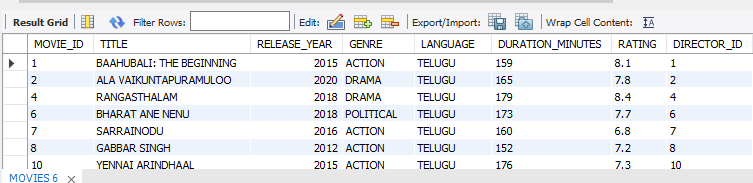 Result Grid Filter Rows: Edit: Export/Import: Wrap Cell Content: IA
MOVIE_ID TITLE RELEASE_YEAR GENRE LANGUAGE DURATION_MINUTES RATING DIRECTOR_ID
1 BAAHUBALI: THE BEGINNING 2015 ACTION TELUGU 159 8.1 1
2 ALA VAIKUNTAPURAMULOO 2020 DRAMA TELUGU 165 7.8 2
4 RANGASTHALAM 2018 DRAMA TELUGU 179 8.4 4
6 BHARAT ANE NENU 2018 POLITICAL TELUGU 173 7.7 6
7 SARRAINODU 2016 ACTION TELUGU 160 6.8 7
8 GABBAR SINGH 2012 ACTION TELUGU 152 7.2 8
10 YENNAI ARINDHAAL 2015 ACTION TELUGU 176 7.3 10
MOVIES 6